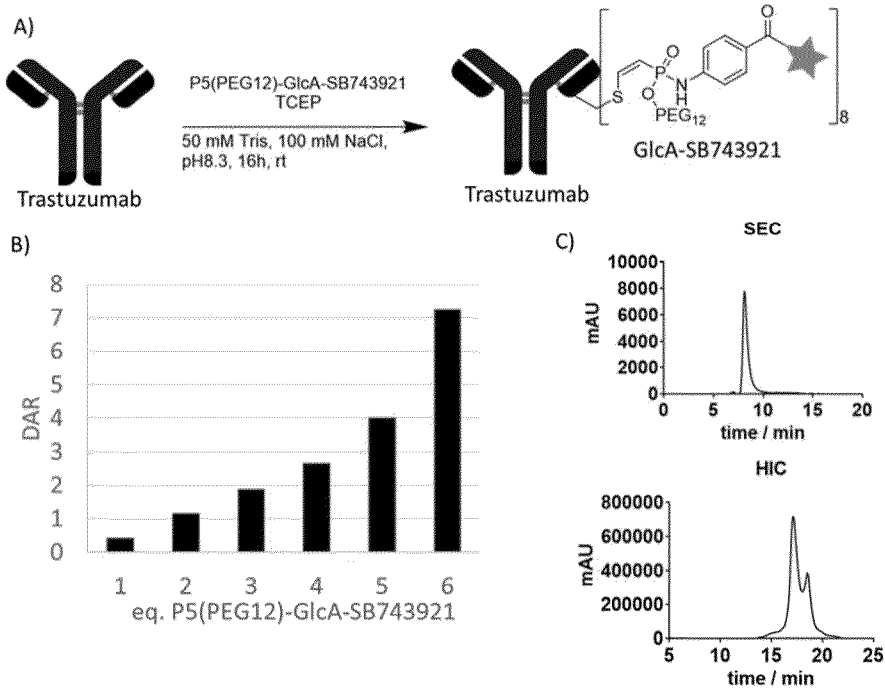 A)
P5(PEG12)-GlcA-SB743921
TCEP
50 mM Tris, 100 mM NaCl,
pH8.3, 16h, rt
Trastuzumab
Trastuzumab
S
P
O
O
N
H
PEG12
O
8
GlcA-SB743921
B)
8
7
6
5
4
3
2
1
0
DAR
1 2 3 4 5 6
eq. P5(PEG12)-GlcA-SB743921
C)
SEC
10000
8000
6000
4000
2000
0
mAU
0 5 10 15 20
time / min
HIC
800000
600000
400000
200000
0
mAU
5 10 15 20 25
time / min